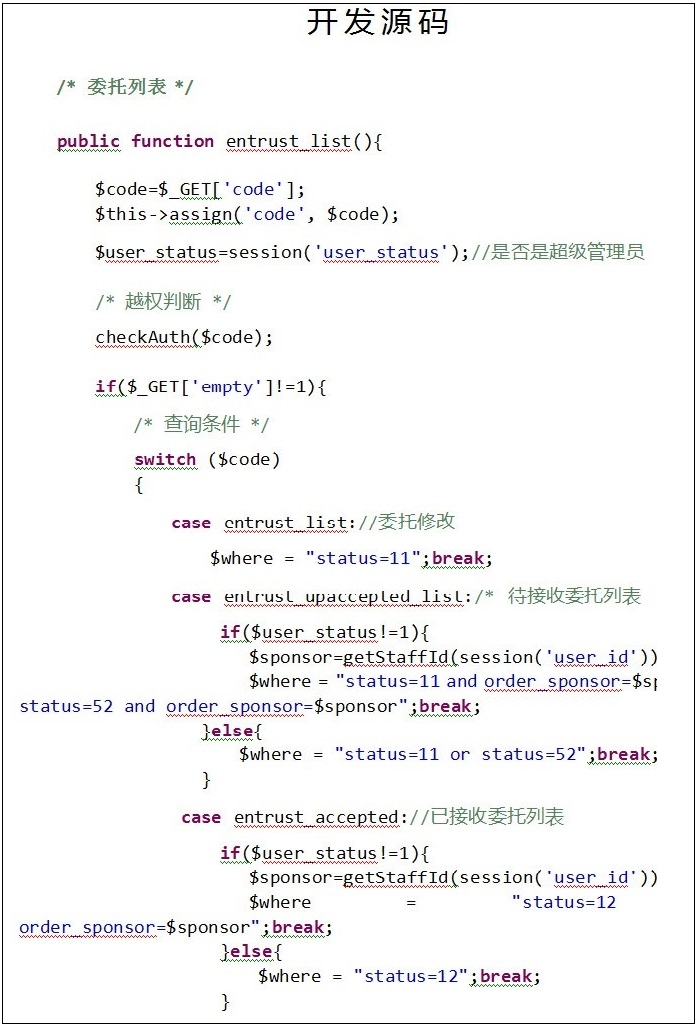 开发源码
/* 委托列表 */
public function entrust_list(){
$code=$_GET['code'];
$this->assign('code', $code);
$user_status=session('user_status');//是否是超级管理员
/* 越权判断 */
checkAuth($code);
if($_GET['empty']!=1){
/* 查询条件 */
switch ($code)
{
case entrust_list://委托修改
$where = "status=11";break;
case entrust_upaccepted_list:/* 待接收委托列表
if($user_status!=1){
$sponsor=getStaffId(session('user_id'))
$where = "status=11 and order_sponsor=$sp
status=52 and order_sponsor=$sponsor";break;
}else{
$where = "status=11 or status=52";break;
}
case entrust_accepted://已接收委托列表
if($user_status!=1){
$sponsor=getStaffId(session('user_id'))
$where = "status=12
order_sponsor=$sponsor";break;
}else{
$where = "status=12";break;
}